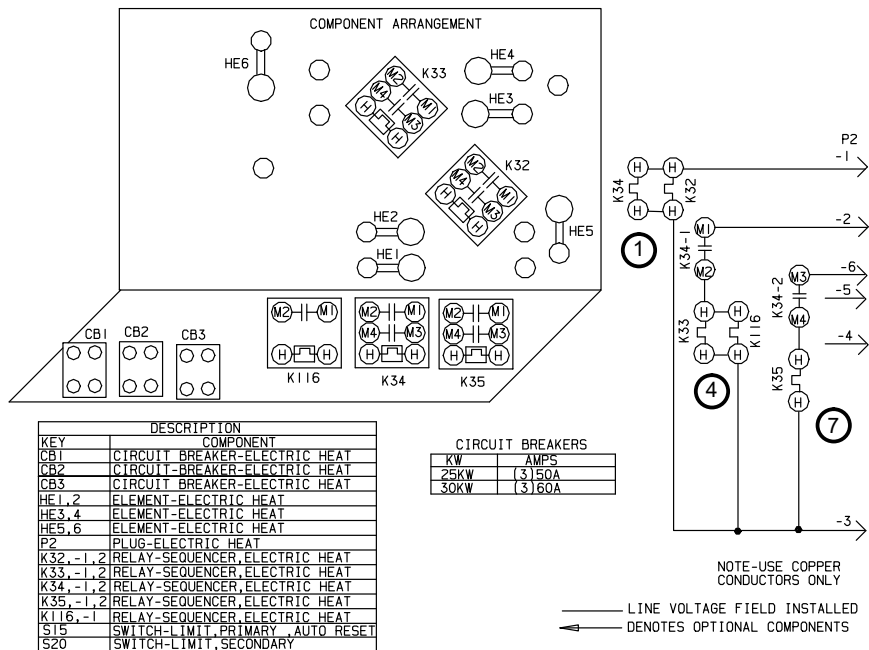 COMPONENT ARRANGEMENT
HE6
K33
M2
M4
H
M1
M3
H
HE4
HE3
K32
M2
M4
H
M1
M3
H
HE2
HE1
HE5
CB1
CB2
CB3
M2 M1
H H
K116
M2 M1
M4 M3
H H
K34
M2 M1
M4 M3
H H
K35
P2
-1
H H
K34
K32
H H
1
-2
M1
K34-1
M2
-6
M3
-5
K34-2
M4
-4
H H
K33
K116
H H
4
H
K35
H
7
-3
DESCRIPTION
KEY COMPONENT
CB1 CIRCUIT BREAKER-ELECTRIC HEAT
CB2 CIRCUIT-BREAKER-ELECTRIC HEAT
CB3 CIRCUIT BREAKER-ELECTRIC HEAT
HE1,2 ELEMENT-ELECTRIC HEAT
HE3,4 ELEMENT-ELECTRIC HEAT
HE5,6 ELEMENT-ELECTRIC HEAT
P2 PLUG-ELECTRIC HEAT
K32,-1,2 RELAY-SEQUENCER,ELECTRIC HEAT
K33,-1,2 RELAY-SEQUENCER,ELECTRIC HEAT
K34,-1,2 RELAY-SEQUENCER,ELECTRIC HEAT
K35,-1,2 RELAY-SEQUENCER,ELECTRIC HEAT
K116,-1 RELAY-SEQUENCER,ELECTRIC HEAT
S15 SWITCH-LIMIT,PRIMARY ,AUTO RESET
S20 SWITCH-LIMIT,SECONDARY
CIRCUIT BREAKERS
KW AMPS
25KW (3)50A
30KW (3)60A
NOTE-USE COPPER
CONDUCTORS ONLY
LINE VOLTAGE FIELD INSTALLED
DENOTES OPTIONAL COMPONENTS